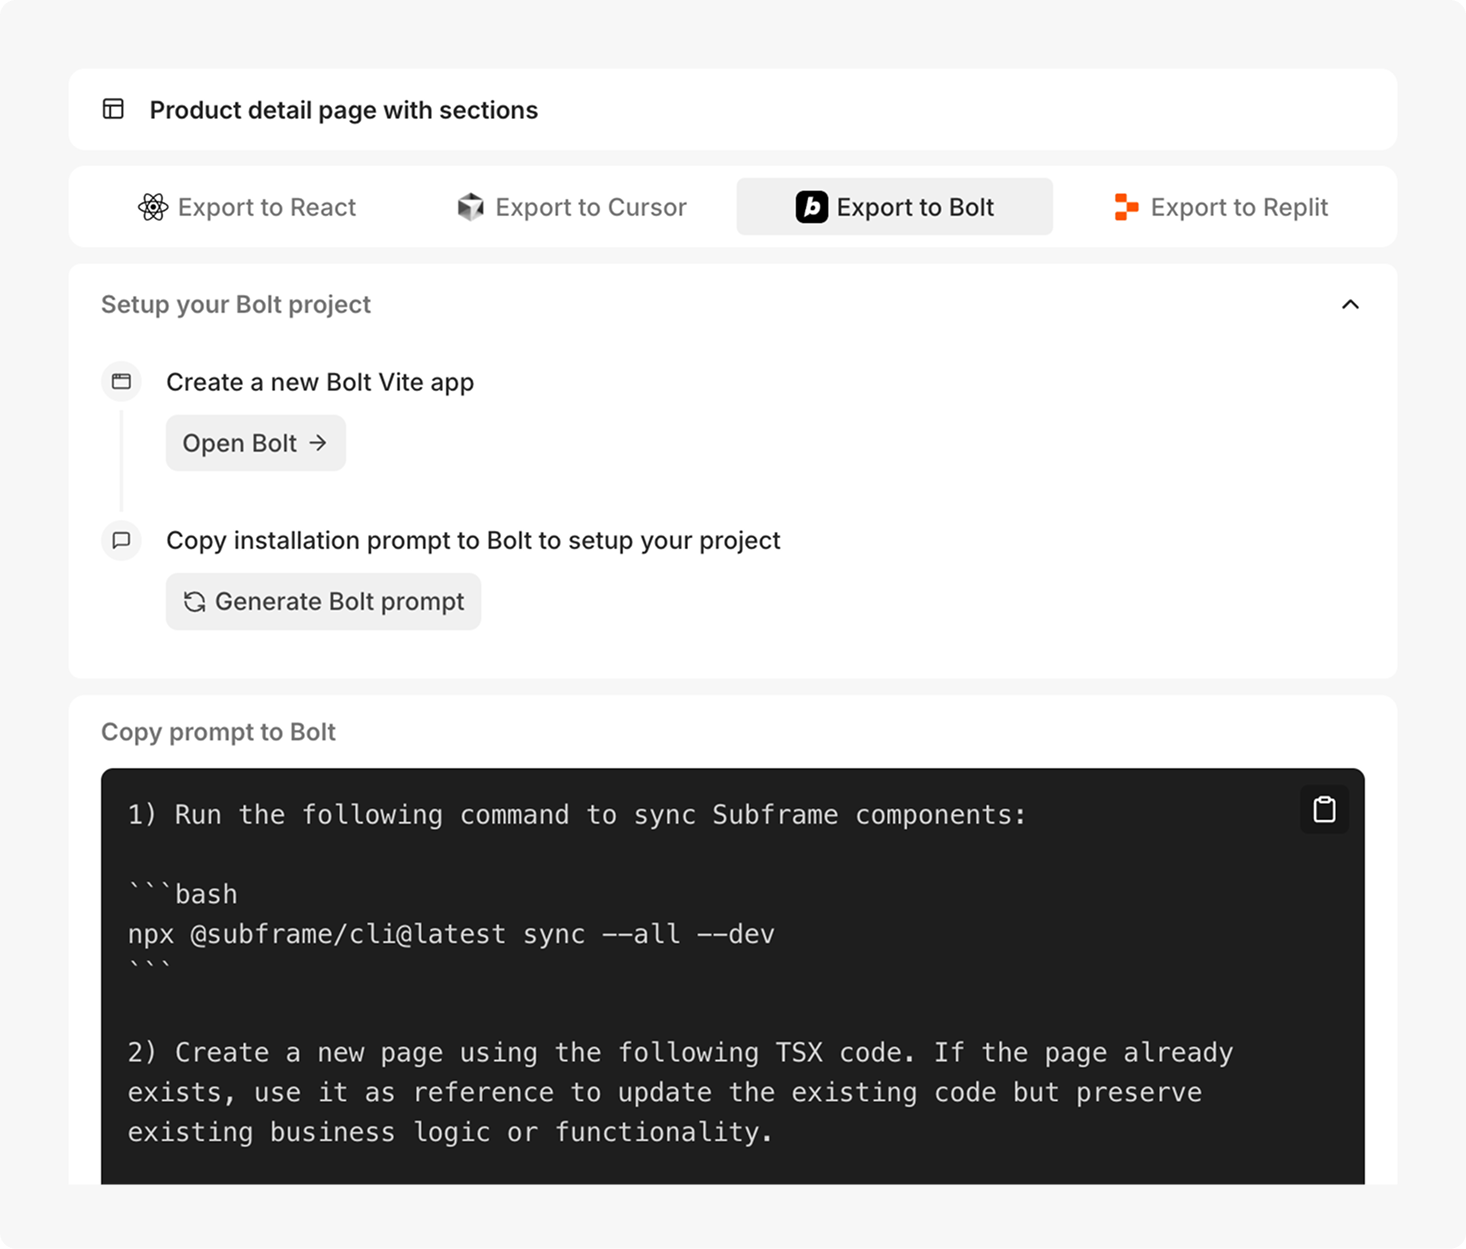 Product detail page with sections
Export to React
Export to Cursor
Export to Bolt
Export to Replit
Setup your Bolt project
Create a new Bolt Vite app
Open Bolt →
Copy installation prompt to Bolt to setup your project
Generate Bolt prompt
Copy prompt to Bolt
1) Run the following command to sync Subframe components:
```bash
npx @subframe/cli@latest sync --all --dev
```
2) Create a new page using the following TSX code. If the page already
exists, use it as reference to update the existing code but preserve
existing business logic or functionality.